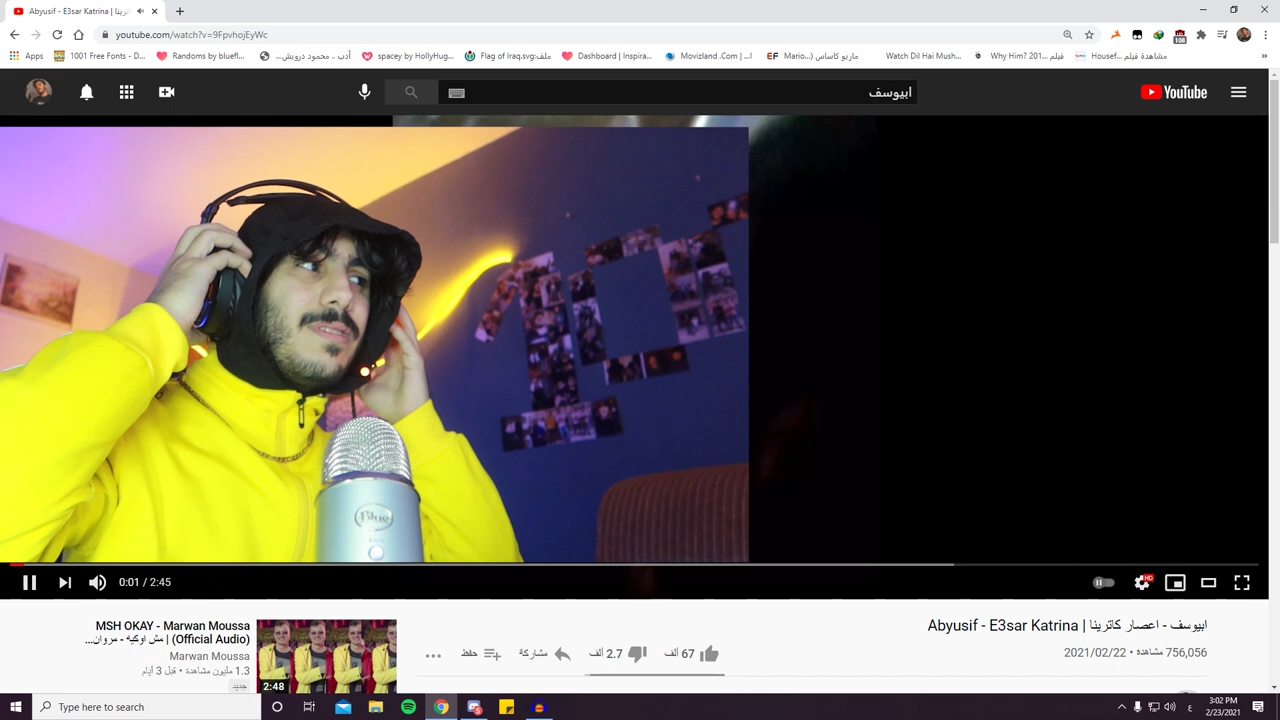 Abyusif - E3sar Katrina | ابيوسف
youtube.com/watch?v=9FpvhojEyWc
Apps
1001 Free Fonts - D...
Randoms by bluefl...
أدب .. محمود درويش...
spacey by HollyHug...
Flag of Iraq.svg:ملف
Dashboard | Inspira...
Movizland .Com | ا...
EF
ماريو كاساس (Mario...
Watch Dil Hai Mush...
فيلم ...Why Him? 201
مشاهدة فيلم ...Housef
108
ابيوسف
YouTube
Blue
0:01 / 2:45
HD
ابيوسف - اعصار كاترينا | Abyusif - E3sar Katrina
756,056 مشاهدة • 2021/02/22
67 ألف
2.7 ألف
مشاركة
حفظ
MSH OKAY - Marwan Moussa
(Official Audio) | مش اوكيه - مروان...
Marwan Moussa
1.3 مليون مشاهدة • قبل 3 أيام
جديد
2:48
Type here to search
ع
3:02 PM
2/23/2021